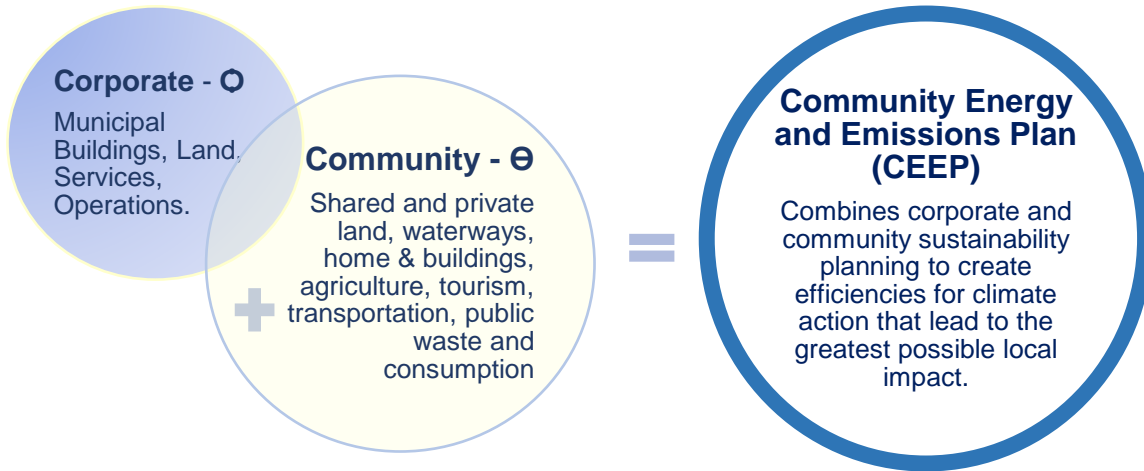 Corporate - Ϙ
Municipal
Buildings, Land,
Services,
Operations.
Community - ϴ
Shared and private
land, waterways,
home & buildings,
agriculture, tourism,
transportation, public
waste and
consumption
+
=
Community Energy
and Emissions Plan
(CEEP)
Combines corporate and
community sustainability
planning to create
efficiencies for climate
action that lead to the
greatest possible local
impact.